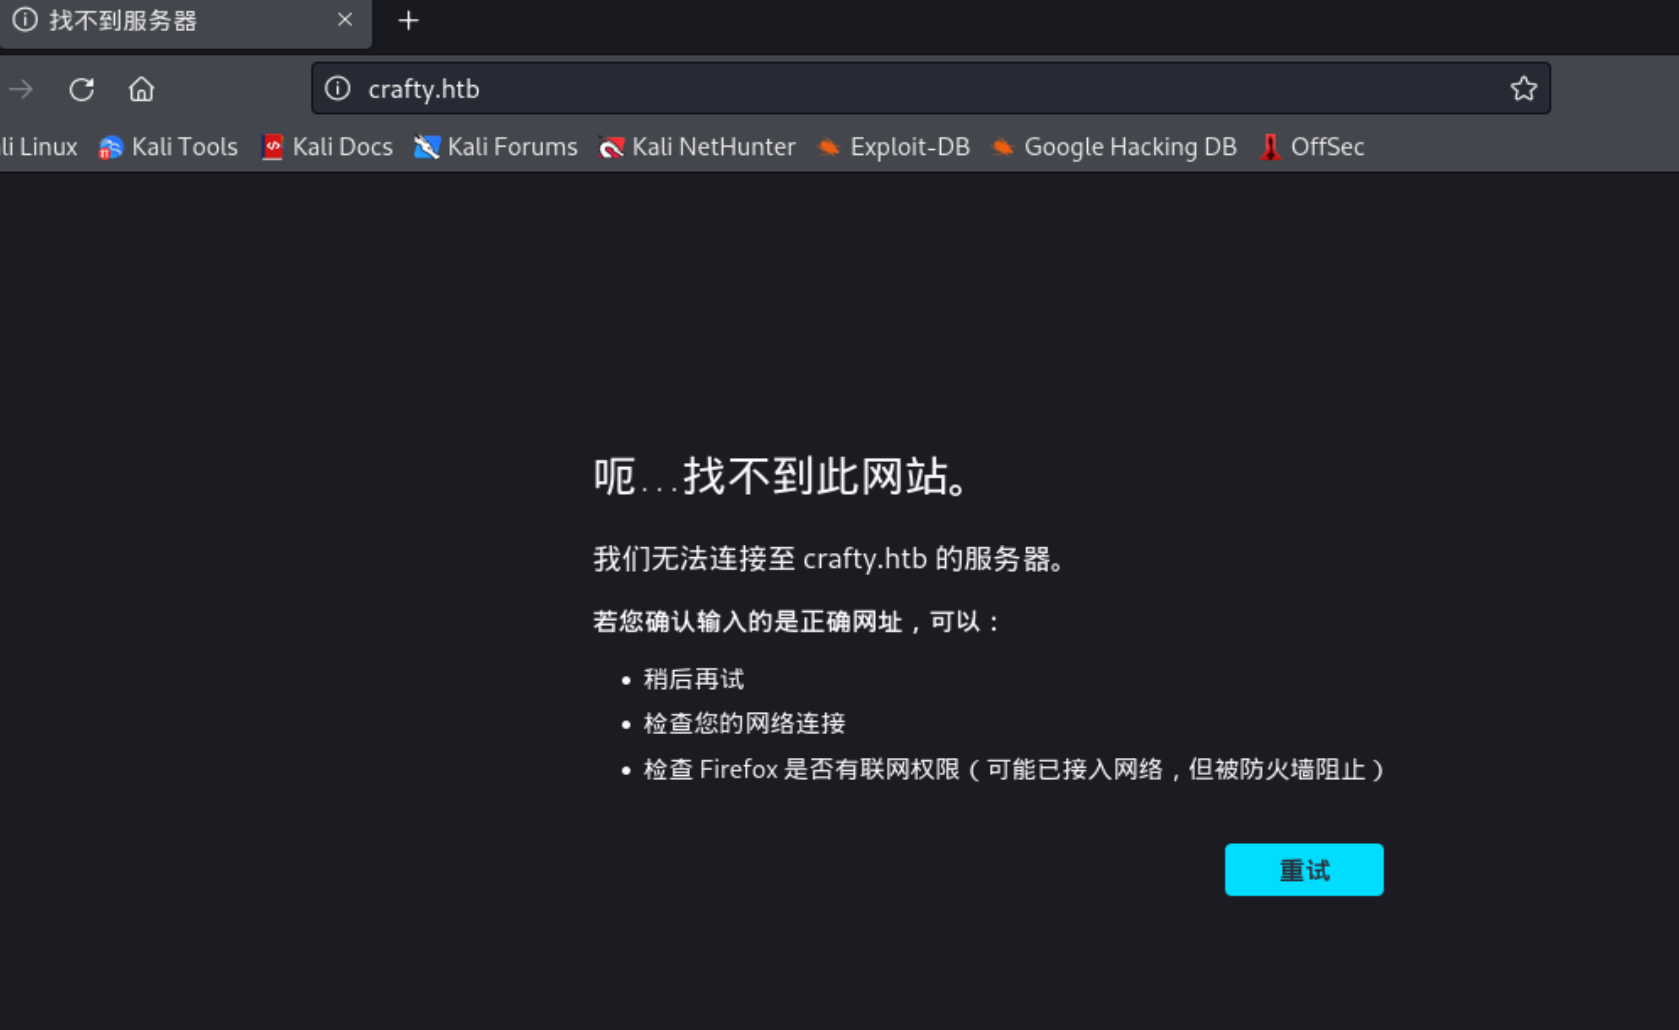 找不到服务器
crafty.htb
li Linux Kali Tools Kali Docs Kali Forums Kali NetHunter Exploit-DB Google Hacking DB OffSec
呃…找不到此网站。
我们无法连接至 crafty.htb 的服务器。
若您确认输入的是正确网址，可以：
• 稍后再试
• 检查您的网络连接
• 检查 Firefox 是否有联网权限（可能已接入网络，但被防火墙阻止）
重试